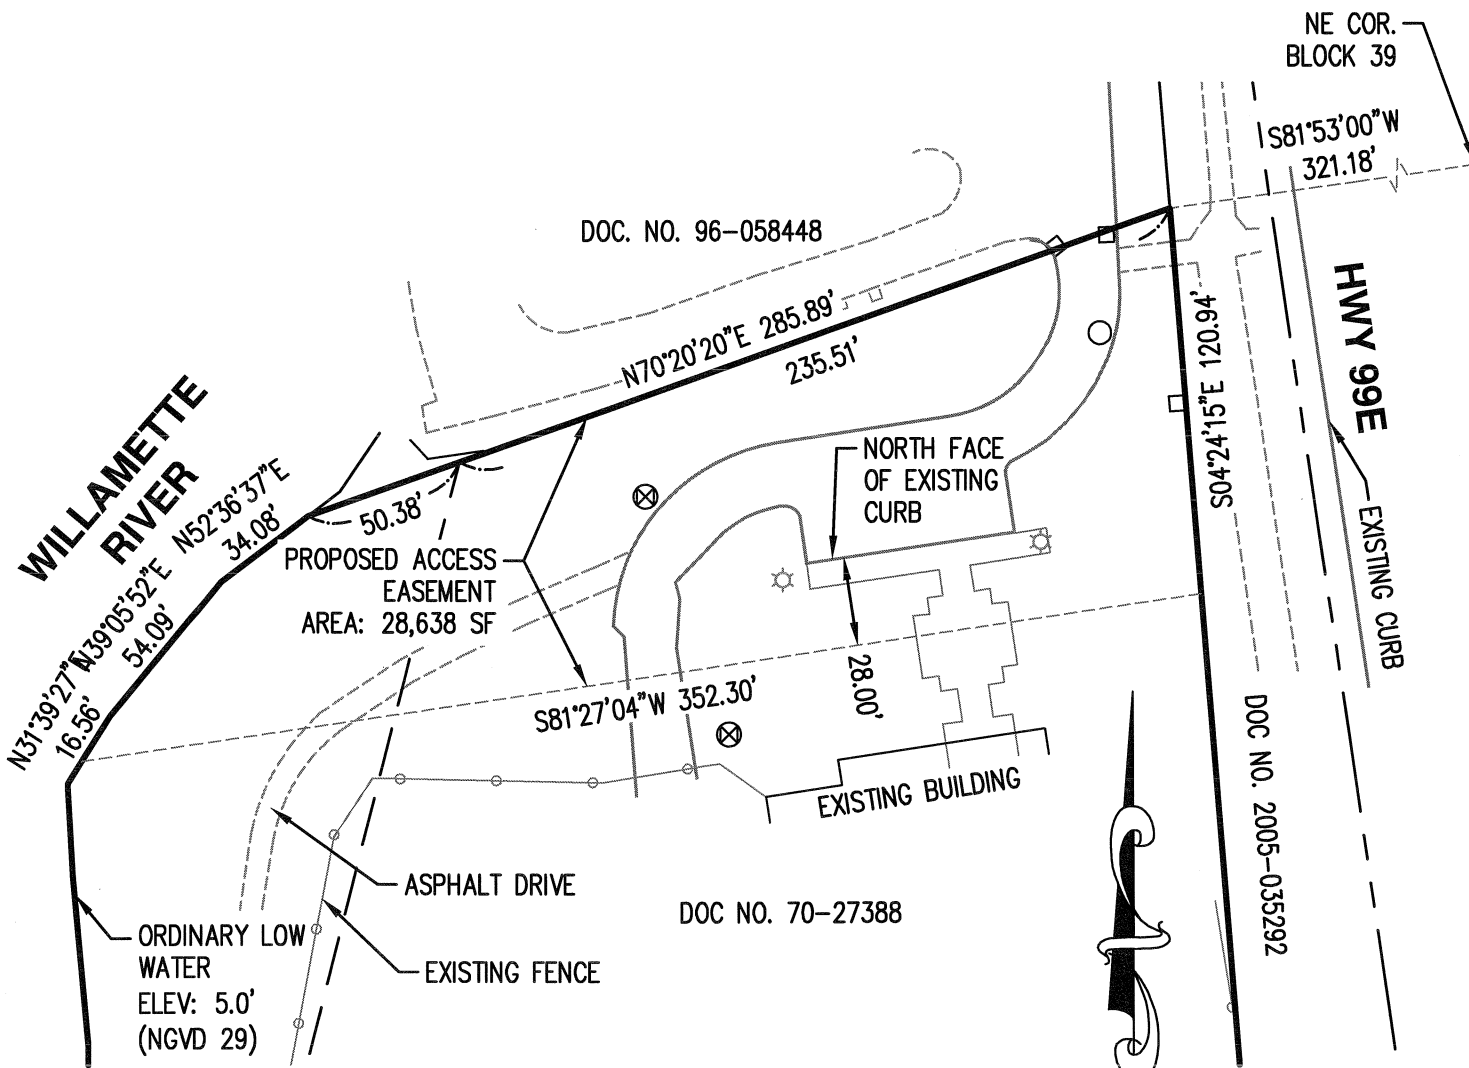 NE COR.
BLOCK 39
S81°53'00"W
321.18'
DOC. NO. 96-058448
HWY 99E
N70°20'20"E 285.89'
235.51'
S04°24'15"E 120.94'
WILLAMETTE
RIVER
NORTH FACE
OF EXISTING
CURB
N52°36'37"E
34.08'
50.38'
EXISTING CURB
PROPOSED ACCESS
EASEMENT
AREA: 28,638 SF
N39°05'52"E
54.09'
N31°39'27"E
16.56'
28.00'
S81°27'04"W 352.30'
DOC NO. 2005-035292
EXISTING BUILDING
ASPHALT DRIVE
DOC NO. 70-27388
ORDINARY LOW
WATER
ELEV: 5.0'
(NGVD 29)
EXISTING FENCE